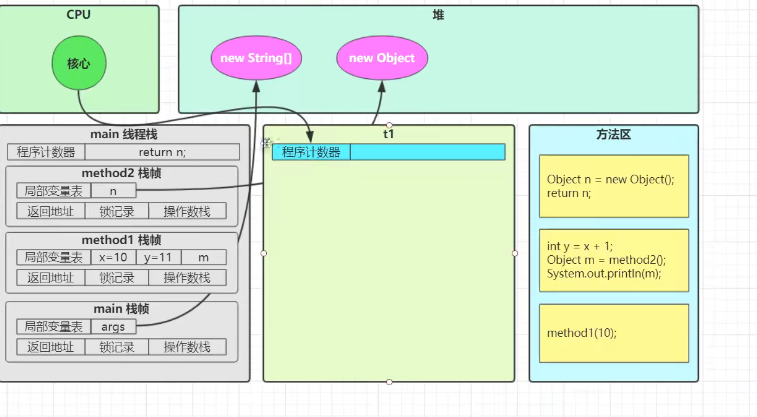 CPU
核心
堆
new String[]
new Object
main 线程栈
程序计数器
return n;
method2 栈帧
局部变量表
n
返回地址
锁记录
操作数栈
method1 栈帧
局部变量表
x=10
y=11
m
返回地址
锁记录
操作数栈
main 栈帧
局部变量表
args
返回地址
锁记录
操作数栈
t1
程序计数器
方法区
Object n = new Object();
return n;
int y = x + 1;
Object m = method2();
System.out.println(m);
method1(10);